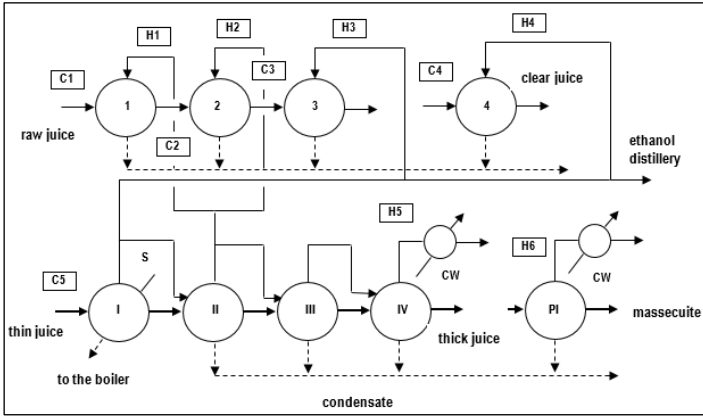 H1
H2
H3
H4
C1
C3
C4
clear juice
1
2
3
4
raw juice
C2
ethanol
distillery
H5
H6
S
C5
CW
CW
I
II
III
IV
PI
massecuite
thin juice
thick juice
to the boiler
condensate